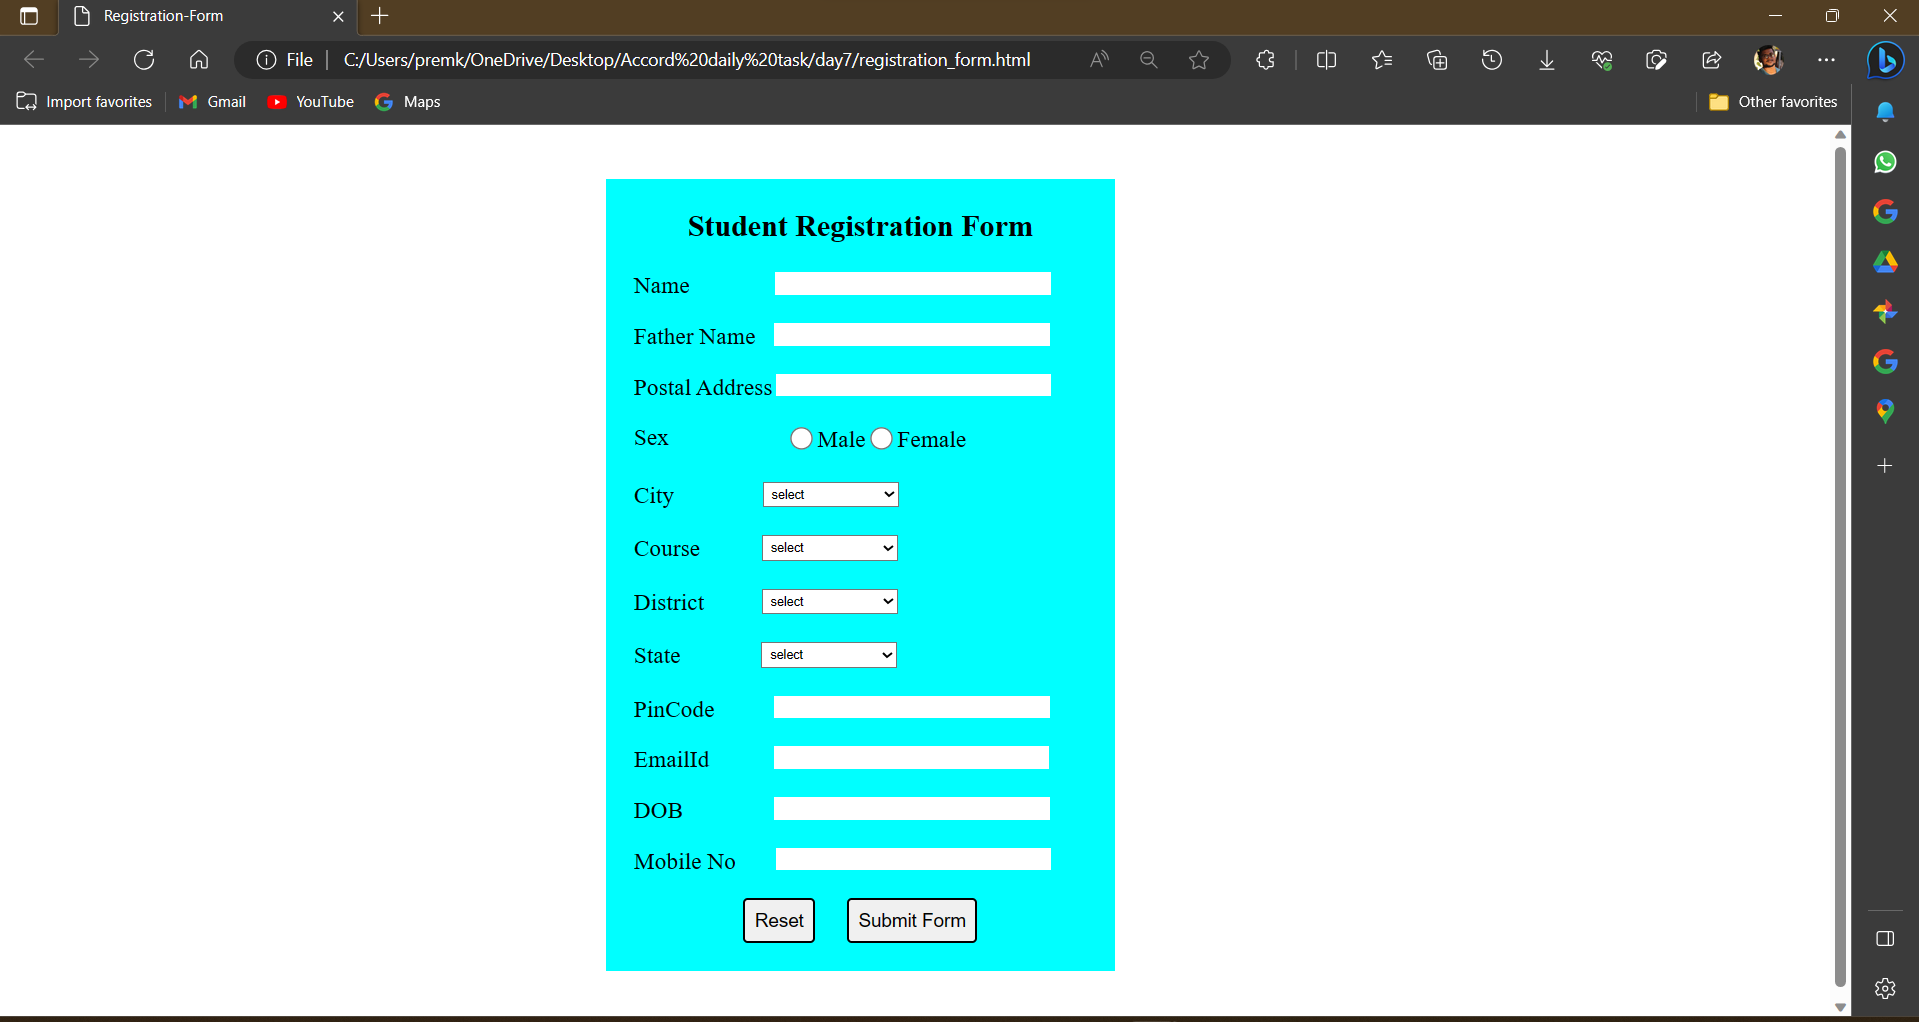 Registration-Form
File C:/Users/premk/OneDrive/Desktop/Accord%20daily%20task/day7/registration_form.html
Import favorites Gmail YouTube Maps Other favorites
Student Registration Form
Name
Father Name
Postal Address
Sex Male Female
City select
Course select
District select
State select
PinCode
EmailId
DOB
Mobile No
Reset Submit Form